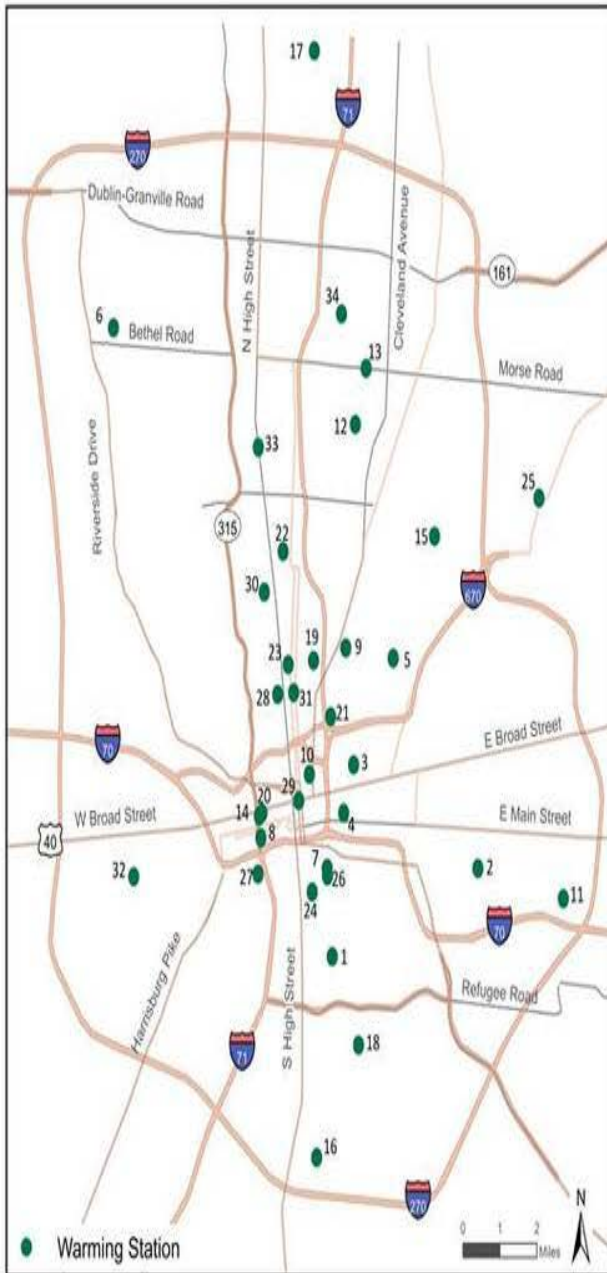 17
71
270
Dublin-Granville Road
N High Street
Cleveland Avenue
161
34
6
Bethel Road
13
Morse Road
12
33
Riverside Drive
25
315
22
15
670
30
19
9
23
5
28
31
21
70
E Broad Street
10
3
29
20
14
W Broad Street
4
E Main Street
40
8
7
2
32
27
26
11
24
70
1
Harrisburg Pike
S High Street
Refugee Road
18
71
16
270
N
0 1 2
Miles
Warming Station